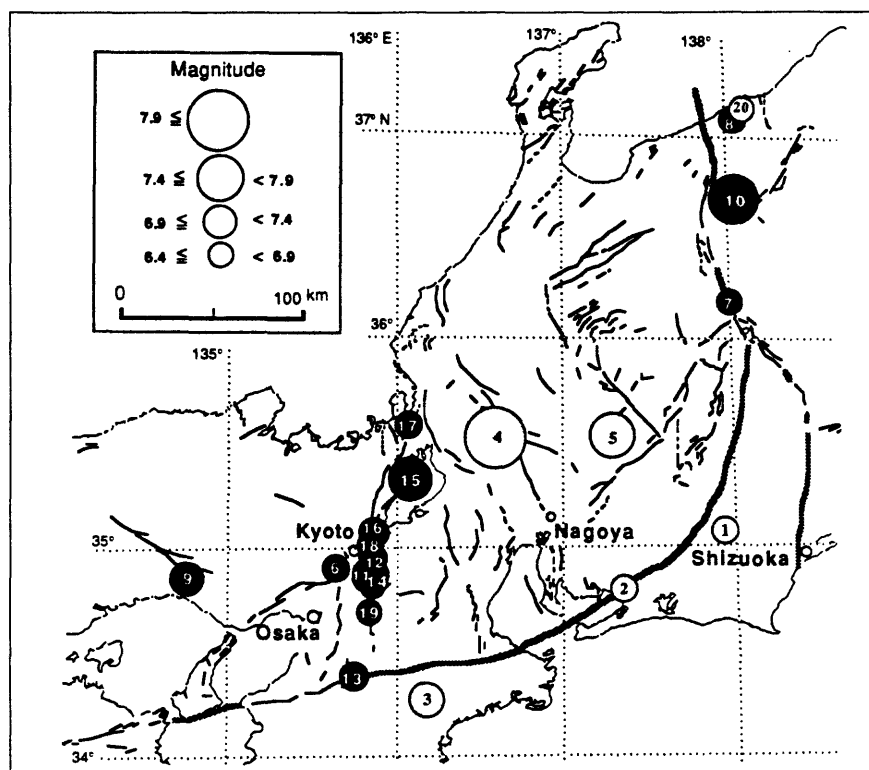 136° E
137°
138°
Magnitude
7.9 ≤
7.4 ≤ < 7.9
6.9 ≤ < 7.4
6.4 ≤ < 6.9
0 100 km
37° N
20
8
10
7
36°
135°
17
4
5
15
16
Kyoto
18
Nagoya
1
Shizuoka
35°
12
6
11
14
9
2
19
Osaka
13
3
34°